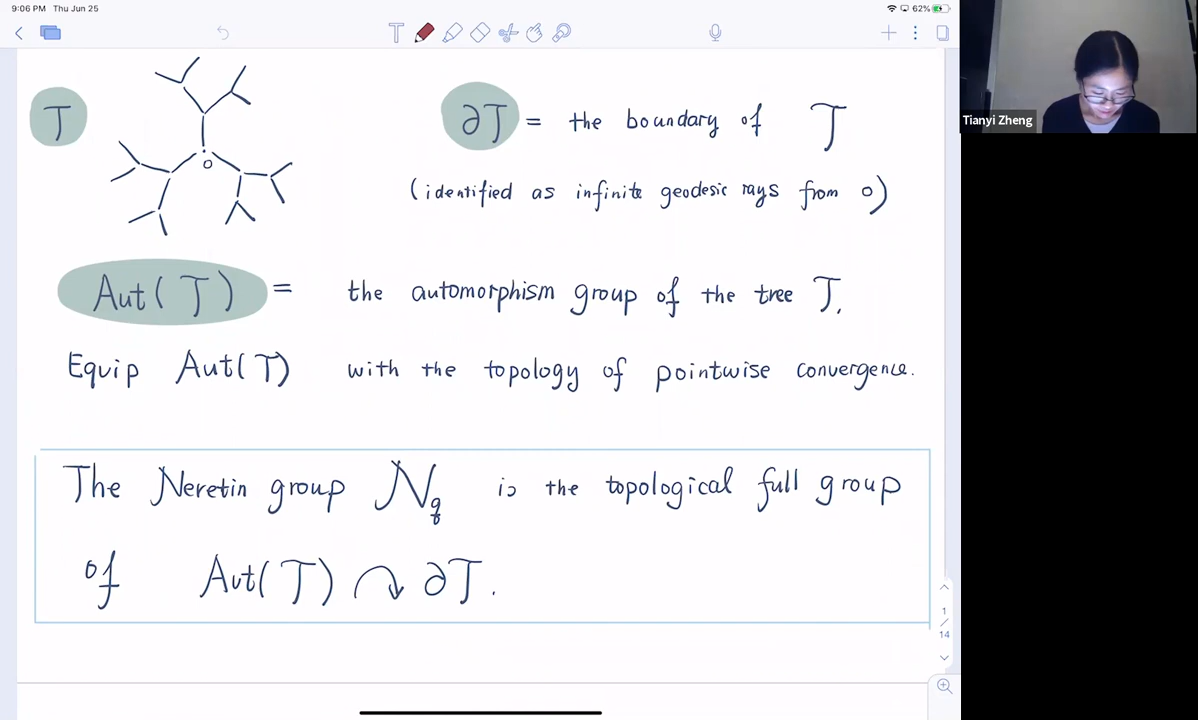 9:06 PM Thu Jun 25
62%
T
∂T = the boundary of T
o
(identified as infinite geodesic rays from o)
Aut(T) = the automorphism group of the tree T.
Equip Aut(T) with the topology of pointwise convergence.
The Neretin group N_q is the topological full group
of Aut(T) ↷ ∂T.
1
/
14
Tianyi Zheng